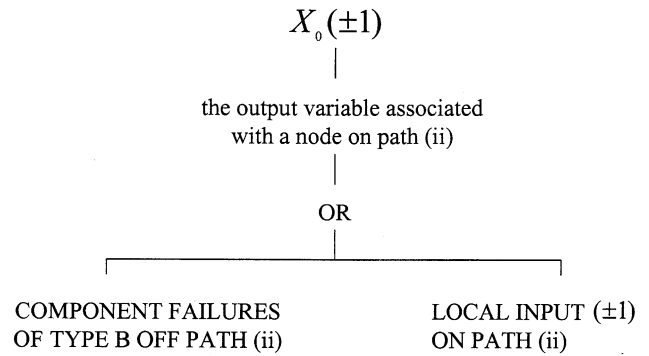 X₀(±1)
the output variable associated
with a node on path (ii)
OR
COMPONENT FAILURES
OF TYPE B OFF PATH (ii)
LOCAL INPUT (±1)
ON PATH (ii)